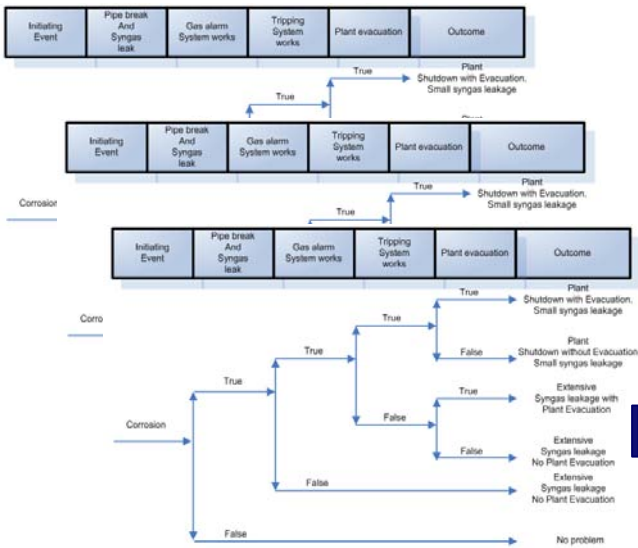 Initiating
Event
Pipe break
And
Syngas
leak
Gas alarm
System works
Tripping
System
works
Plant evacuation
Outcome
True
Plant
Shutdown with Evacuation.
Small syngas leakage
True
Corrosion
Initiating
Event
Pipe break
And
Syngas
leak
Gas alarm
System works
Tripping
System
works
Plant evacuation
Outcome
True
Plant
Shutdown with Evacuation.
Small syngas leakage
True
Corro
Initiating
Event
Pipe break
And
Syngas
leak
Gas alarm
System works
Tripping
System
works
Plant evacuation
Outcome
True
Plant
Shutdown with Evacuation.
Small syngas leakage
True
True
False
Plant
Shutdown without Evacuation
Small syngas leakage
True
True
Extensive
Syngas leakage with
Plant Evacuation
False
Corrosion
False
Extensive
Syngas leakage
No Plant Evacuation
False
Extensive
Syngas leakage
No Plant Evacuation
False
No problem